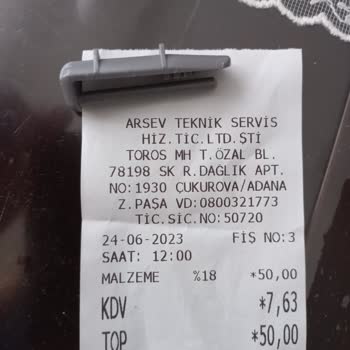 ARSEV TEKNİK SERVİS
HİZ.TİC.LTD.ŞTİ
TOROS MH T.ÖZAL BL.
78198 SK R.DAĞLIK APT.
NO:1930 ÇUKUROVA/ADANA
Z.PAŞA VD:0800321773
TİC.SİC.NO:50720
24-06-2023 FİŞ NO:3
SAAT: 12:00
MALZEME %18 *50,00
KDV *7,63
TOP *50,00